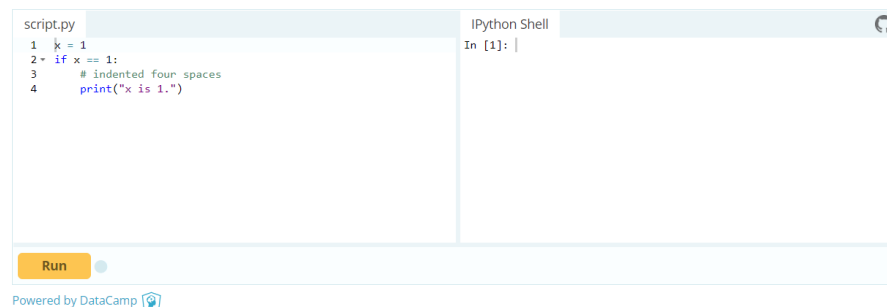 script.py
1 x = 1
2 if x == 1:
3     # indented four spaces
4     print("x is 1.")
IPython Shell
In [1]:
Run
Powered by DataCamp